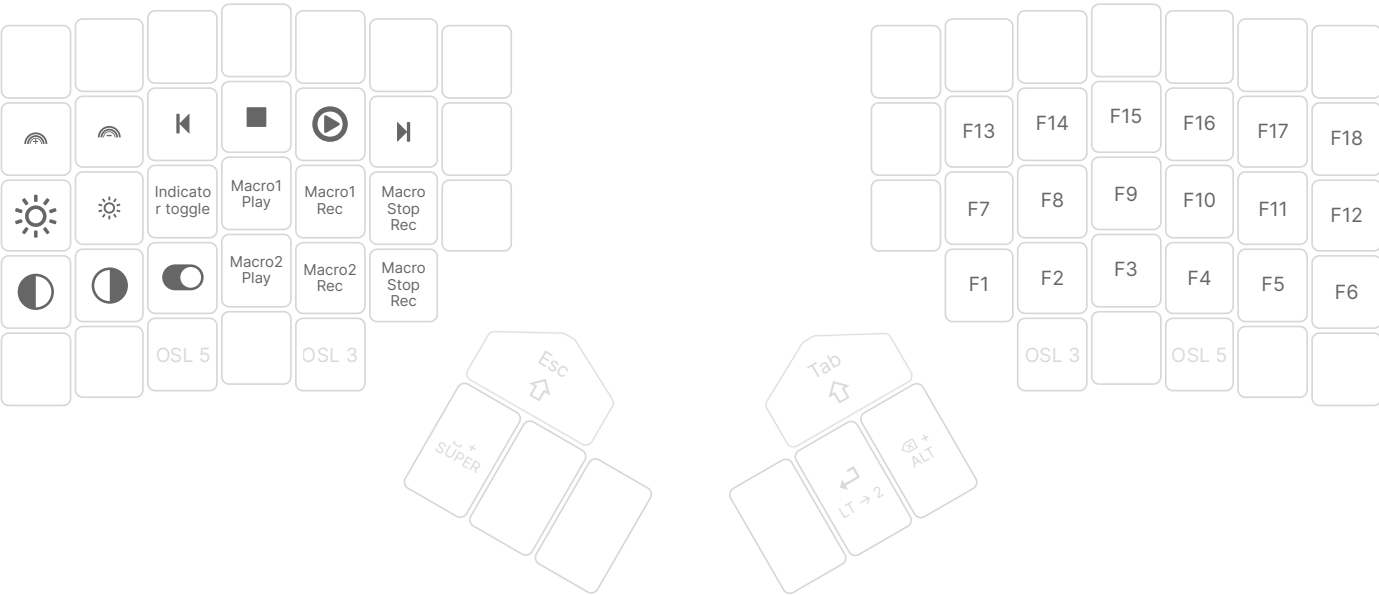 F13
F14
F15
F16
F17
F18
Indicato
r toggle
Macro1
Play
Macro1
Rec
Macro
Stop
Rec
F7
F8
F9
F10
F11
F12
Macro2
Play
Macro2
Rec
Macro
Stop
Rec
F1
F2
F3
F4
F5
F6
OSL 5
OSL 3
OSL 3
OSL 5
Esc
Tab
+
SUPER
LT → 2
+
ALT